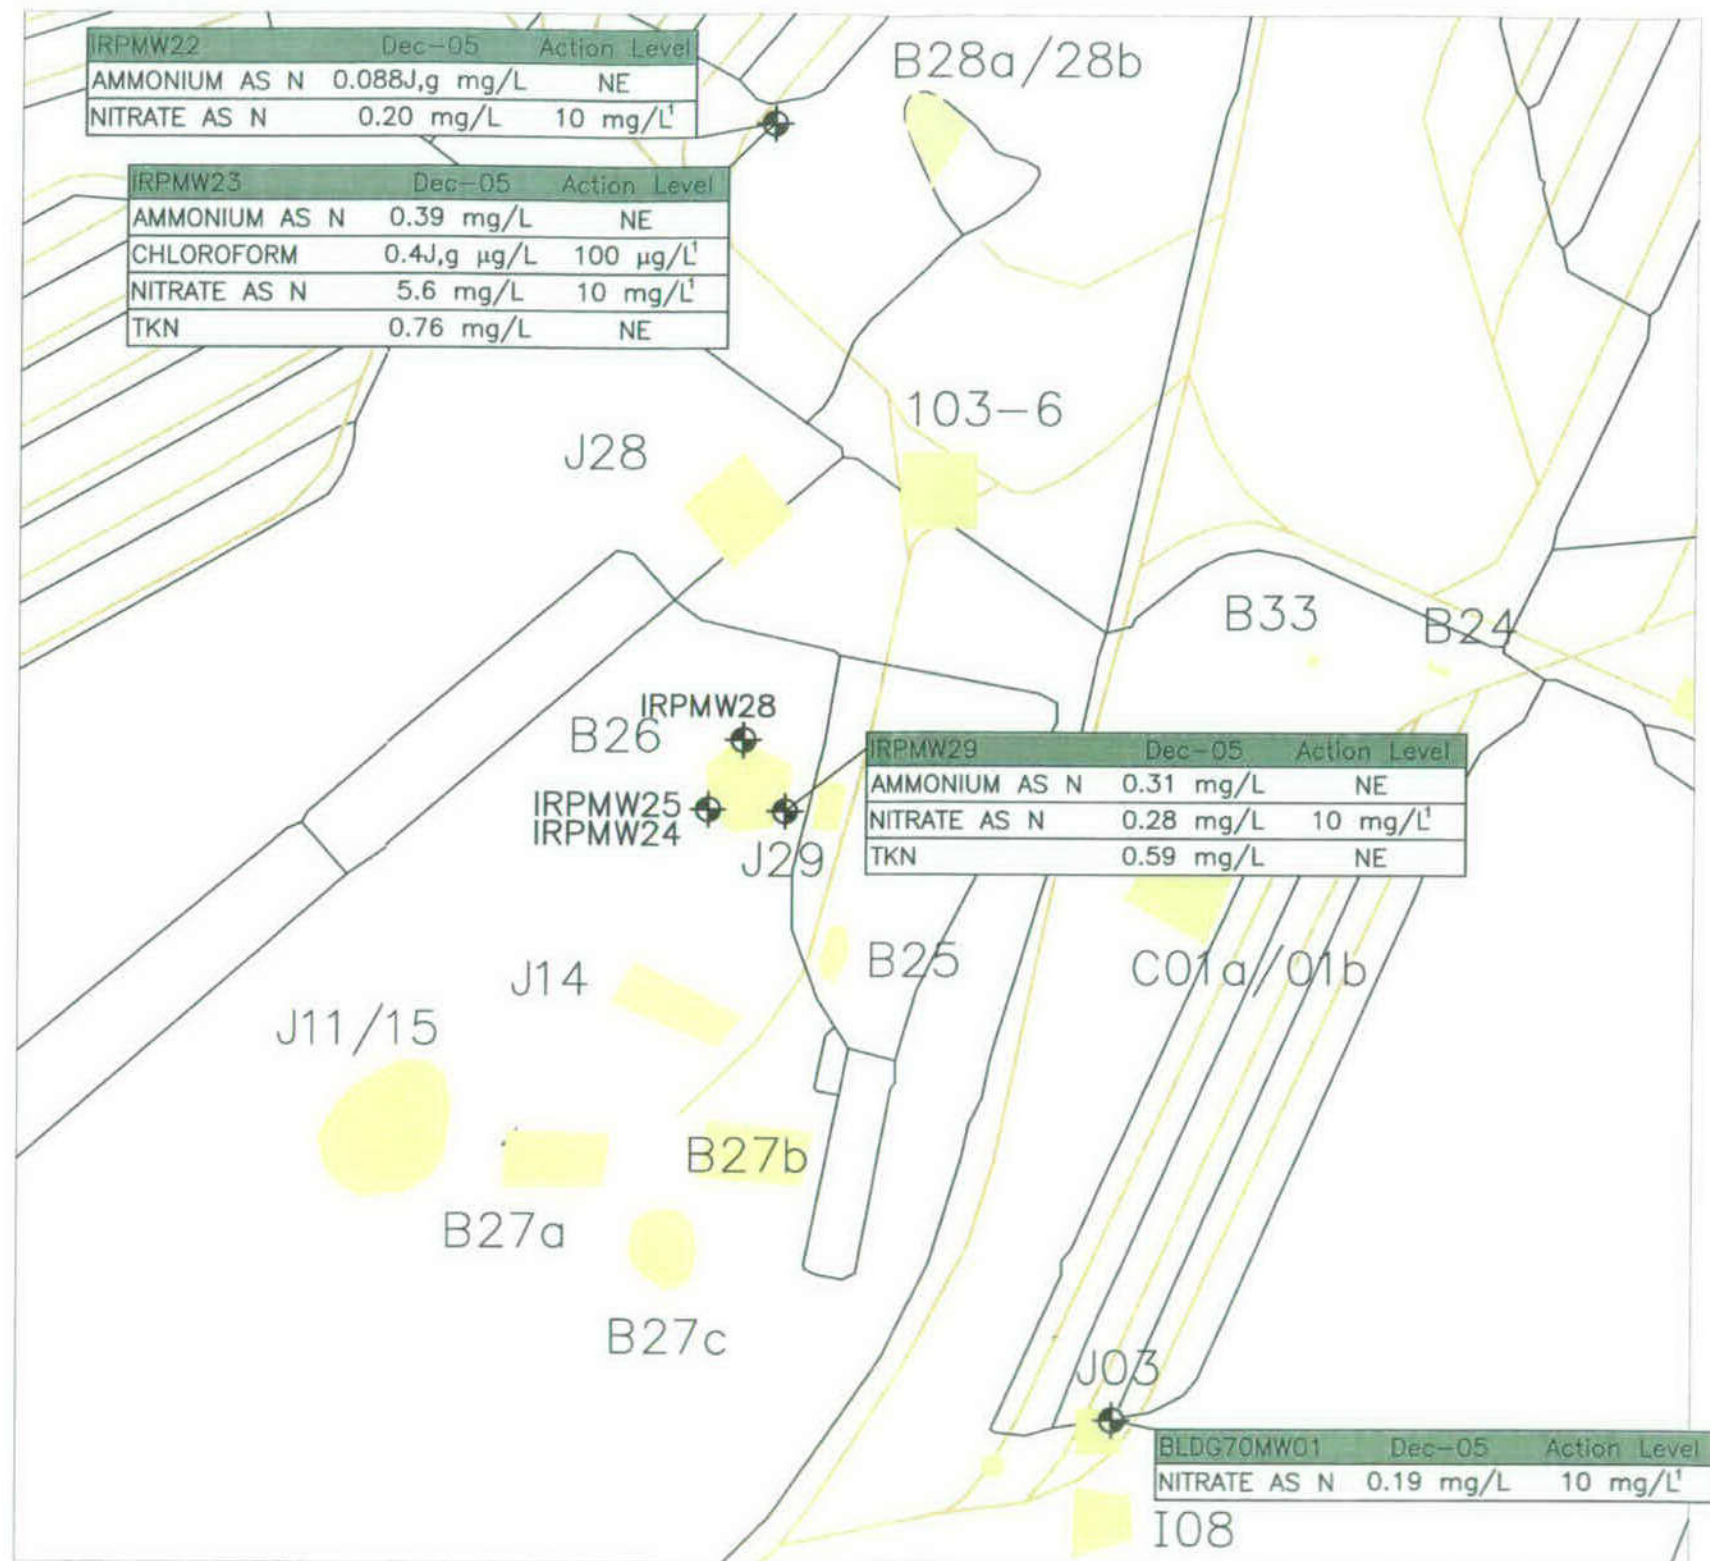 IRPMW22 Dec-05 Action Level
AMMONIUM AS N 0.088J,g mg/L NE
NITRATE AS N 0.20 mg/L 10 mg/L¹
B28a/28b
IRPMW23 Dec-05 Action Level
AMMONIUM AS N 0.39 mg/L NE
CHLOROFORM 0.4J,g µg/L 100 µg/L¹
NITRATE AS N 5.6 mg/L 10 mg/L¹
TKN 0.76 mg/L NE
103-6
J28
B33
B24
IRPMW28
B26
IRPMW29 Dec-05 Action Level
AMMONIUM AS N 0.31 mg/L NE
NITRATE AS N 0.28 mg/L 10 mg/L¹
TKN 0.59 mg/L NE
IRPMW25
IRPMW24
J29
B25
C01a/01b
J14
J11/15
B27b
B27a
B27c
J03
BLDG70MW01 Dec-05 Action Level
NITRATE AS N 0.19 mg/L 10 mg/L¹
I08